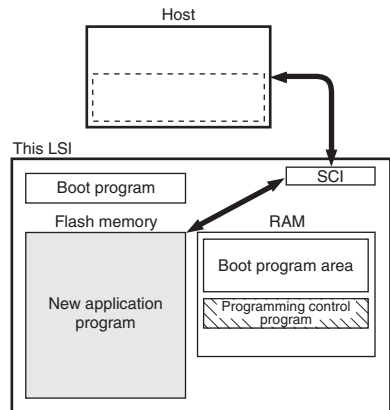 Host
This LSI
SCI
Boot program
Flash memory
RAM
New application
program
Boot program area
Programming control
program